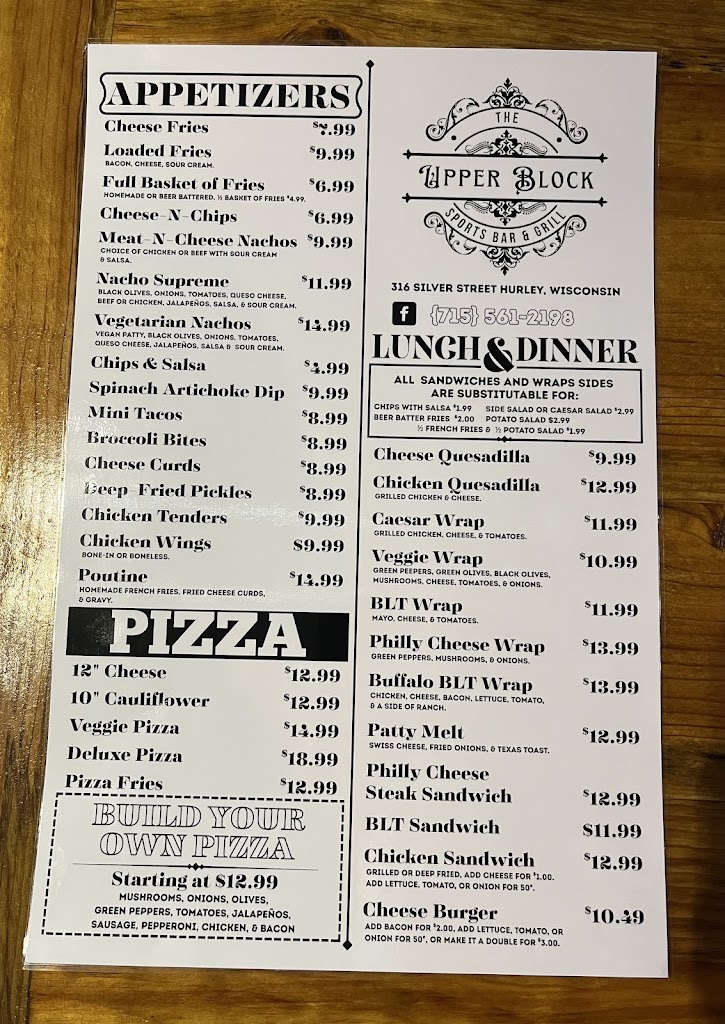 APPETIZERS
Cheese Fries $7.99
Loaded Fries $9.99
BACON, CHEESE, SOUR CREAM.
Full Basket of Fries $6.99
HOMEMADE OR BEER BATTERED. ½ BASKET OF FRIES $4.99.
Cheese-N-Chips $6.99
Meat-N-Cheese Nachos $9.99
CHOICE OF CHICKEN OR BEEF WITH SOUR CREAM
& SALSA.
Nacho Supreme $11.99
BLACK OLIVES, ONIONS, TOMATOES, QUESO CHEESE,
BEEF OR CHICKEN, JALAPEÑOS, SALSA, & SOUR CREAM.
Vegetarian Nachos $14.99
VEGAN PATTY, BLACK OLIVES, ONIONS, TOMATOES,
QUESO CHEESE, JALAPEÑOS, SALSA & SOUR CREAM.
Chips & Salsa $4.99
Spinach Artichoke Dip $9.99
Mini Tacos $8.99
Broccoli Bites $8.99
Cheese Curds $8.99
Deep-Fried Pickles $8.99
Chicken Tenders $9.99
Chicken Wings $9.99
BONE-IN OR BONELESS.
Poutine $14.99
HOMEMADE FRENCH FRIES, FRIED CHEESE CURDS,
& GRAVY.
PIZZA
12" Cheese $12.99
10" Cauliflower $12.99
Veggie Pizza $14.99
Deluxe Pizza $18.99
Pizza Fries $12.99
BUILD YOUR
OWN PIZZA
Starting at $12.99
MUSHROOMS, ONIONS, OLIVES,
GREEN PEPPERS, TOMATOES, JALAPEÑOS,
SAUSAGE, PEPPERONI, CHICKEN, & BACON
THE
UPPER BLOCK
SPORTS BAR & GRILL
316 SILVER STREET HURLEY, WISCONSIN
f {715} 561-2198
LUNCH & DINNER
ALL SANDWICHES AND WRAPS SIDES
ARE SUBSTITUTABLE FOR:
CHIPS WITH SALSA $1.99 SIDE SALAD OR CAESAR SALAD $2.99
BEER BATTER FRIES $2.00 POTATO SALAD $2.99
½ FRENCH FRIES & ½ POTATO SALAD $1.99
Cheese Quesadilla $9.99
Chicken Quesadilla $12.99
GRILLED CHICKEN & CHEESE.
Caesar Wrap $11.99
GRILLED CHICKEN, CHEESE, & TOMATOES.
Veggie Wrap $10.99
GREEN PEEPERS, GREEN OLIVES, BLACK OLIVES,
MUSHROOMS, CHEESE, TOMATOES, & ONIONS.
BLT Wrap $11.99
MAYO, CHEESE, & TOMATOES.
Philly Cheese Wrap $13.99
GREEN PEPPERS, MUSHROOMS, & ONIONS.
Buffalo BLT Wrap $13.99
CHICKEN, CHEESE, BACON, LETTUCE, TOMATO,
& A SIDE OF RANCH.
Patty Melt $12.99
SWISS CHEESE, FRIED ONIONS, & TEXAS TOAST.
Philly Cheese
Steak Sandwich $12.99
BLT Sandwich $11.99
Chicken Sandwich $12.99
GRILLED OR DEEP FRIED, ADD CHEESE FOR $1.00.
ADD LETTUCE, TOMATO, OR ONION FOR 50¢.
Cheese Burger $10.49
ADD BACON FOR $2.00, ADD LETTUCE, TOMATO, OR
ONION FOR 50¢, OR MAKE IT A DOUBLE FOR $3.00.